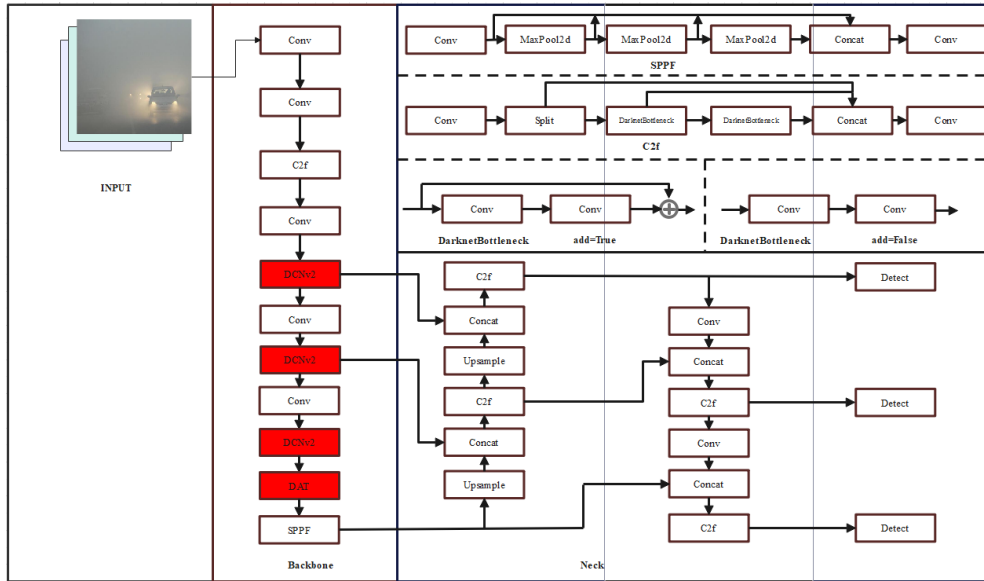 INPUT
Conv
Conv
C2f
Conv
DCNv2
Conv
DCNv2
Conv
DCNv2
DAT
SPPF
Backbone
Conv MaxPool2d MaxPool2d MaxPool2d Concat Conv
SPPF
Conv Split DarknetBottleneck DarknetBottleneck Concat Conv
C2f
Conv Conv Conv Conv
DarknetBottleneck add=True DarknetBottleneck add=False
C2f Detect
Concat Conv
Upsample Concat
C2f C2f Detect
Concat Conv
Upsample Concat
C2f Detect
Neck